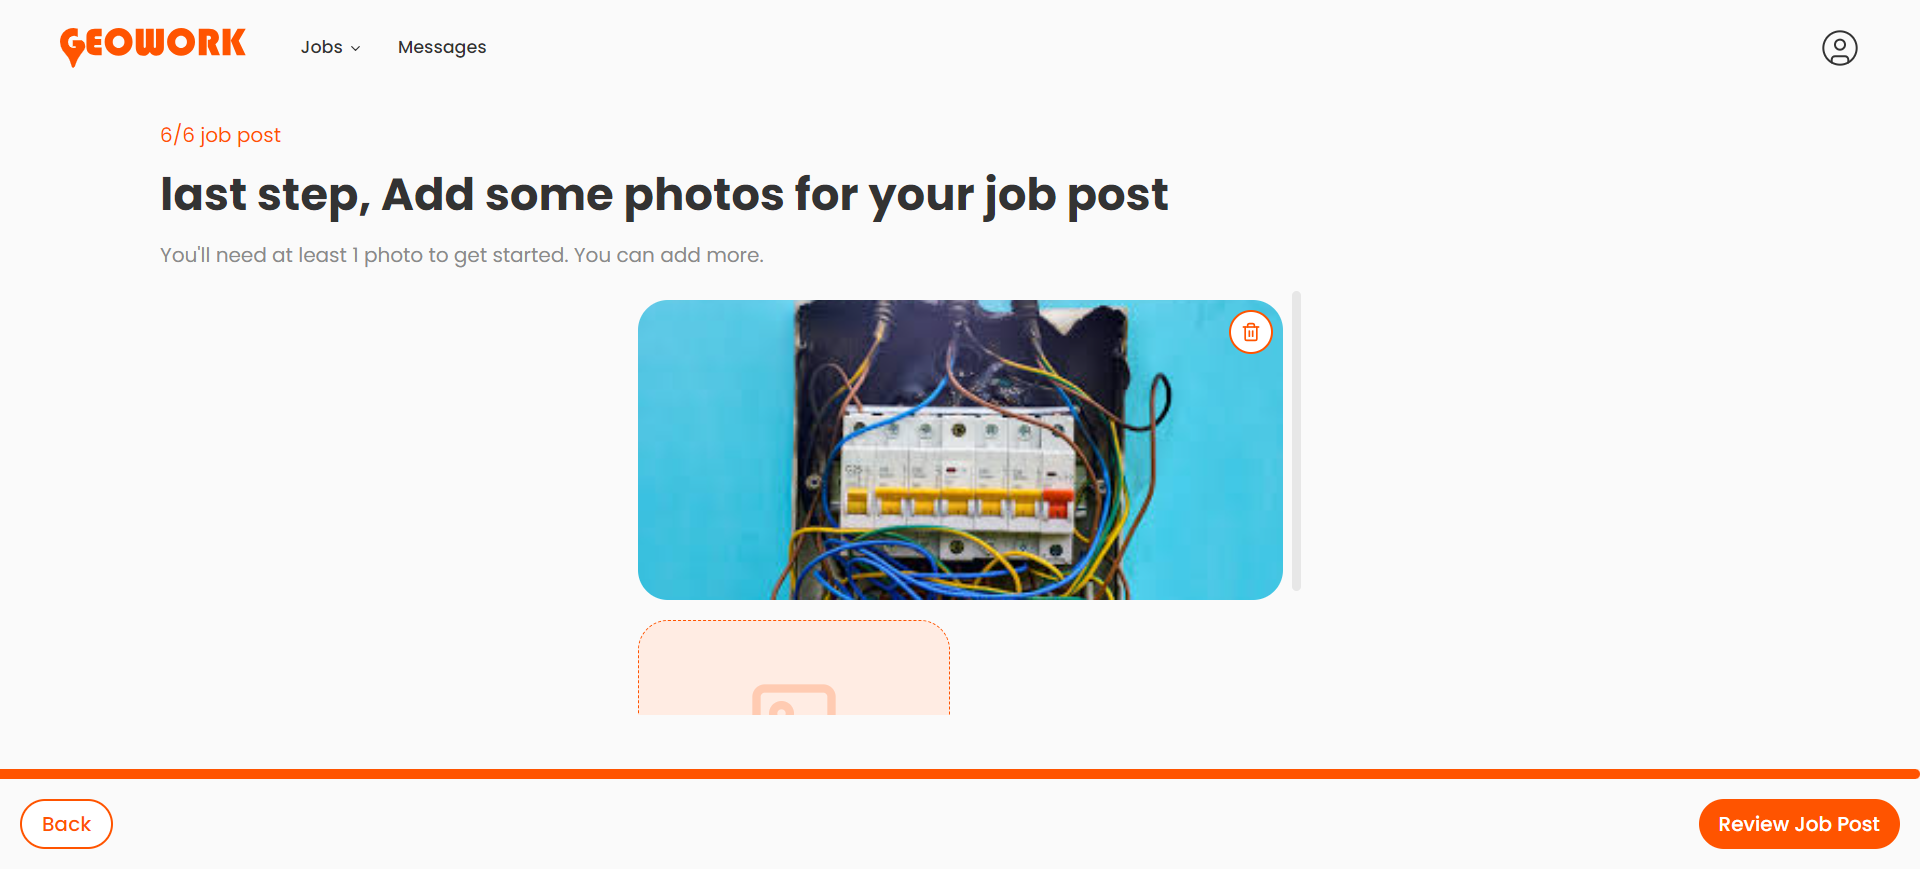 GEOWORK
Jobs
Messages
6/6 job post
last step, Add some photos for your job post
You'll need at least 1 photo to get started. You can add more.
C25
Back
Review Job Post